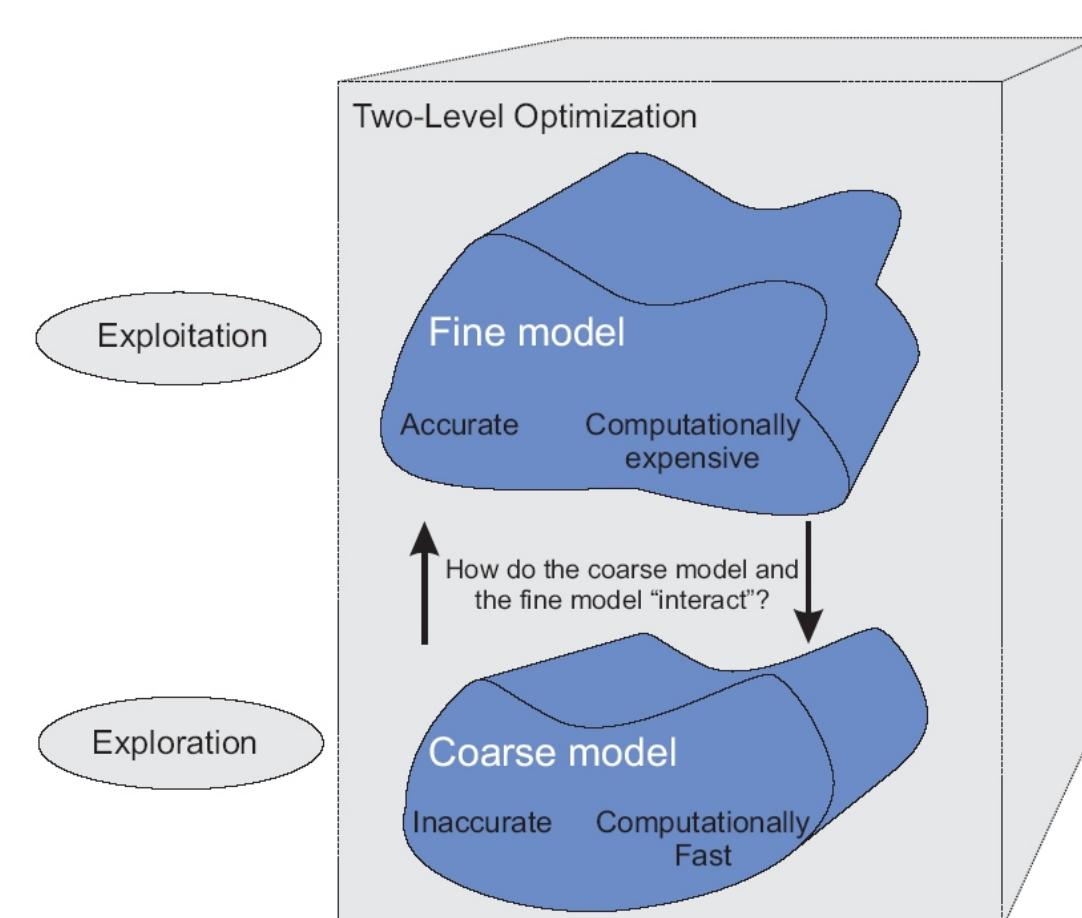 Two-Level Optimization
Exploitation
Fine model
Accurate
Computationally
expensive
How do the coarse model and
the fine model “interact”?
Exploration
Coarse model
Inaccurate
Computationally
Fast